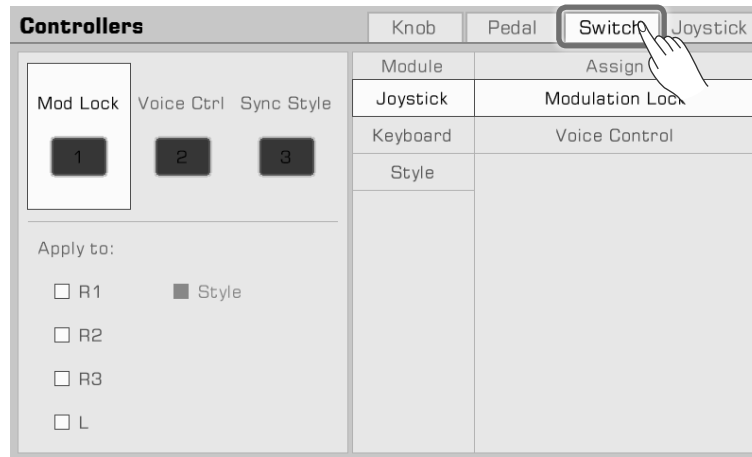 Controllers
Knob
Pedal
Switch
Joystick
Mod Lock
Voice Ctrl
Sync Style
1
2
3
Apply to:
R1
Style
R2
R3
L
Module
Assign
Joystick
Modulation Lock
Keyboard
Voice Control
Style